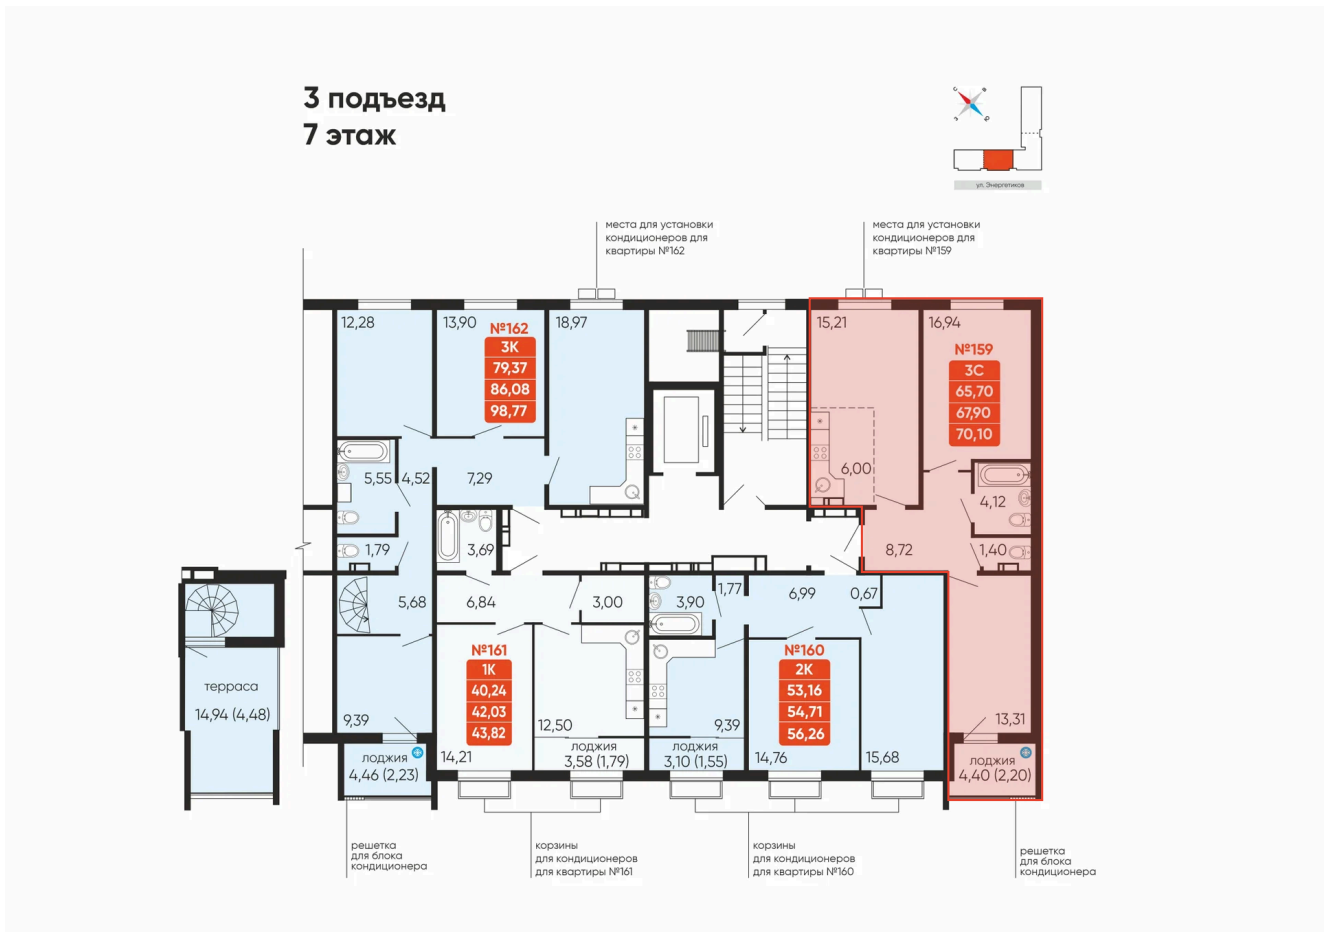 3 подъезд
7 этаж
С
В
З
Ю
ул. Энергетиков
места для установки
кондиционеров для
квартиры №162
места для установки
кондиционеров для
квартиры №159
12,28
13,90
№162
3К
79,37
86,08
98,77
18,97
15,21
16,94
№159
3С
65,70
67,90
70,10
5,55
4,52
7,29
6,00
4,12
1,79
3,69
8,72
1,40
5,68
6,84
3,00
3,90
1,77
6,99
0,67
терраса
14,94 (4,48)
9,39
№161
1К
40,24
42,03
43,82
14,21
12,50
9,39
№160
2К
53,16
54,71
56,26
14,76
15,68
13,31
лоджия
4,46 (2,23)
лоджия
3,58 (1,79)
лоджия
3,10 (1,55)
лоджия
4,40 (2,20)
решетка
для блока
кондиционера
корзины
для кондиционеров
для квартиры №161
корзины
для кондиционеров
для квартиры №160
решетка
для блока
кондиционера